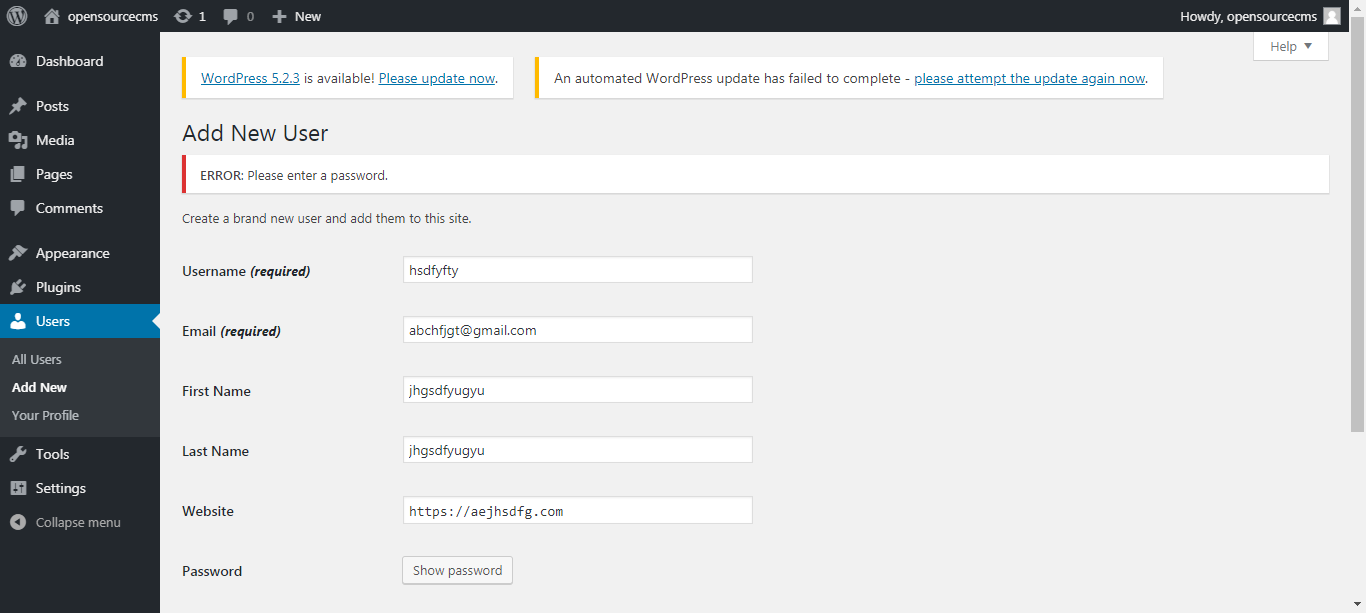 opensourcecms 1 0 New Howdy, opensourcecms
Help
Dashboard
Posts
Media
Pages
Comments
Appearance
Plugins
Users
All Users
Add New
Your Profile
Tools
Settings
Collapse menu
WordPress 5.2.3 is available! Please update now.
An automated WordPress update has failed to complete - please attempt the update again now.
Add New User
ERROR: Please enter a password.
Create a brand new user and add them to this site.
Username (required) hsdfyfty
Email (required) abchfjgt@gmail.com
First Name jhgsdfyugyu
Last Name jhgsdfyugyu
Website https://aejhsdfg.com
Password Show password